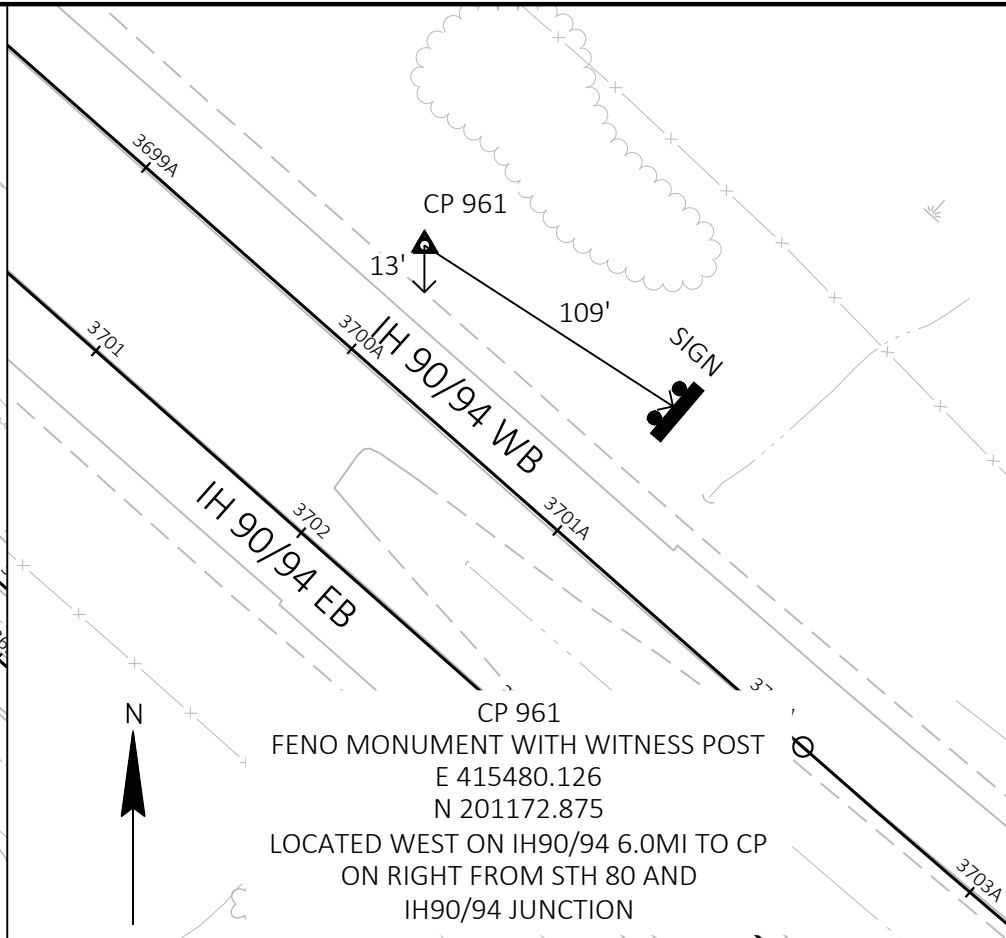 3699A
CP 961
13'
109'
SIGN
3700A
IH 90/94 WB
3701
3701A
3702
IH 90/94 EB
N
CP 961
FENO MONUMENT WITH WITNESS POST
E 415480.126
N 201172.875
LOCATED WEST ON IH90/94 6.0MI TO CP
ON RIGHT FROM STH 80 AND
IH90/94 JUNCTION
3703A